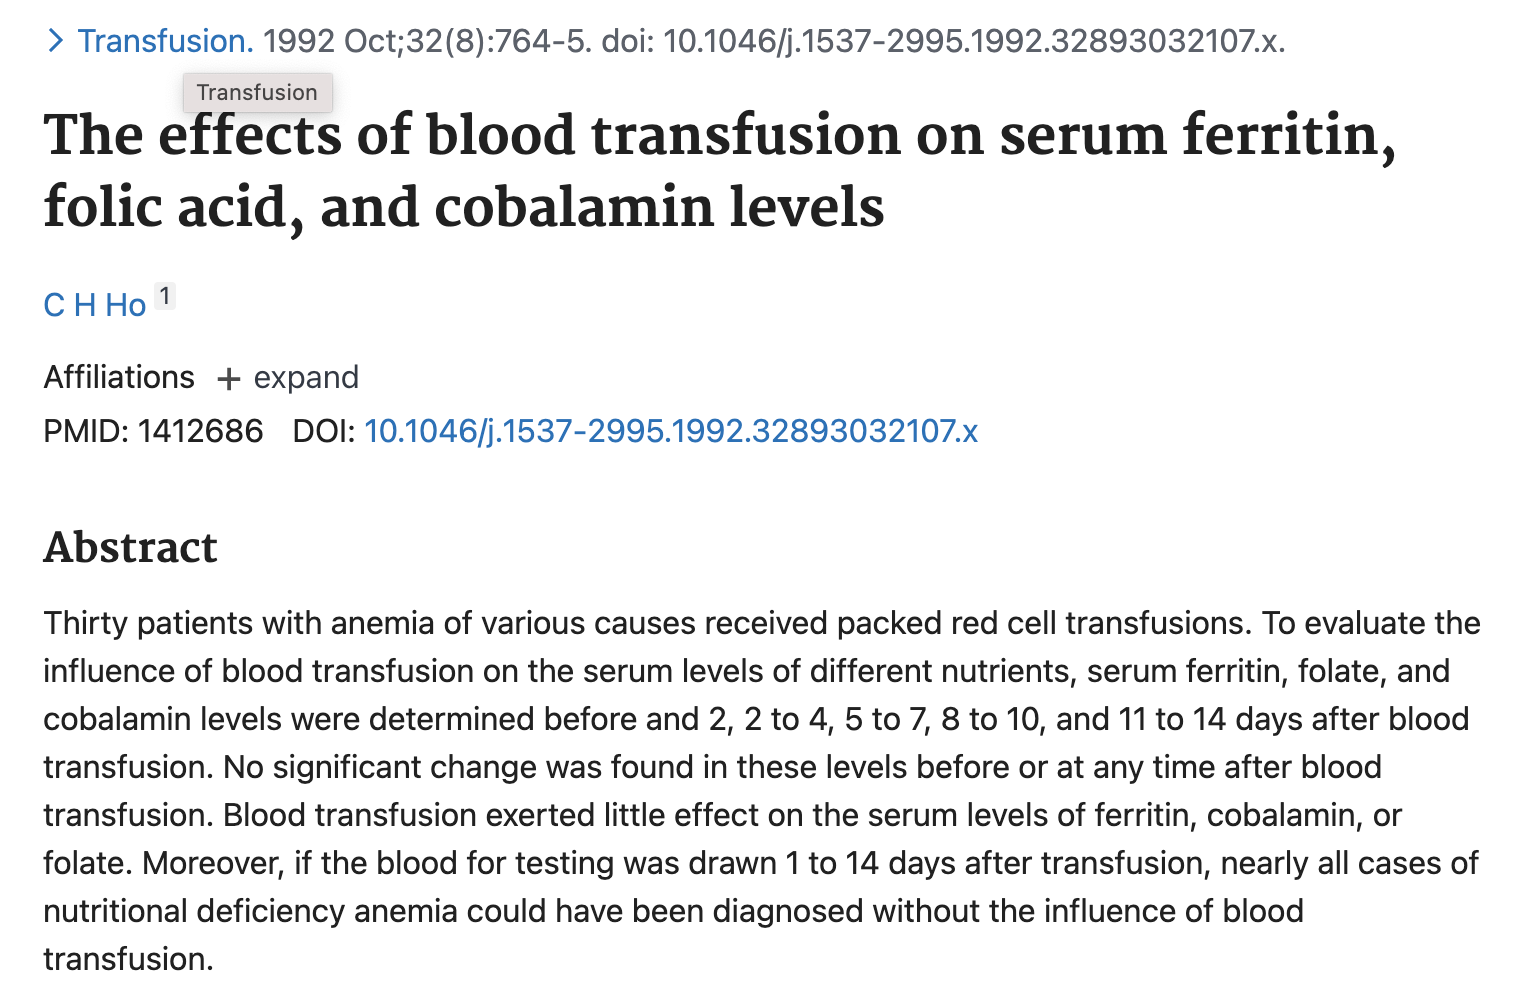 > Transfusion. 1992 Oct;32(8):764-5. doi: 10.1046/j.1537-2995.1992.32893032107.x.
Transfusion
The effects of blood transfusion on serum ferritin,
folic acid, and cobalamin levels
C H Ho 1
Affiliations + expand
PMID: 1412686 DOI: 10.1046/j.1537-2995.1992.32893032107.x
Abstract
Thirty patients with anemia of various causes received packed red cell transfusions. To evaluate the
influence of blood transfusion on the serum levels of different nutrients, serum ferritin, folate, and
cobalamin levels were determined before and 2, 2 to 4, 5 to 7, 8 to 10, and 11 to 14 days after blood
transfusion. No significant change was found in these levels before or at any time after blood
transfusion. Blood transfusion exerted little effect on the serum levels of ferritin, cobalamin, or
folate. Moreover, if the blood for testing was drawn 1 to 14 days after transfusion, nearly all cases of
nutritional deficiency anemia could have been diagnosed without the influence of blood
transfusion.